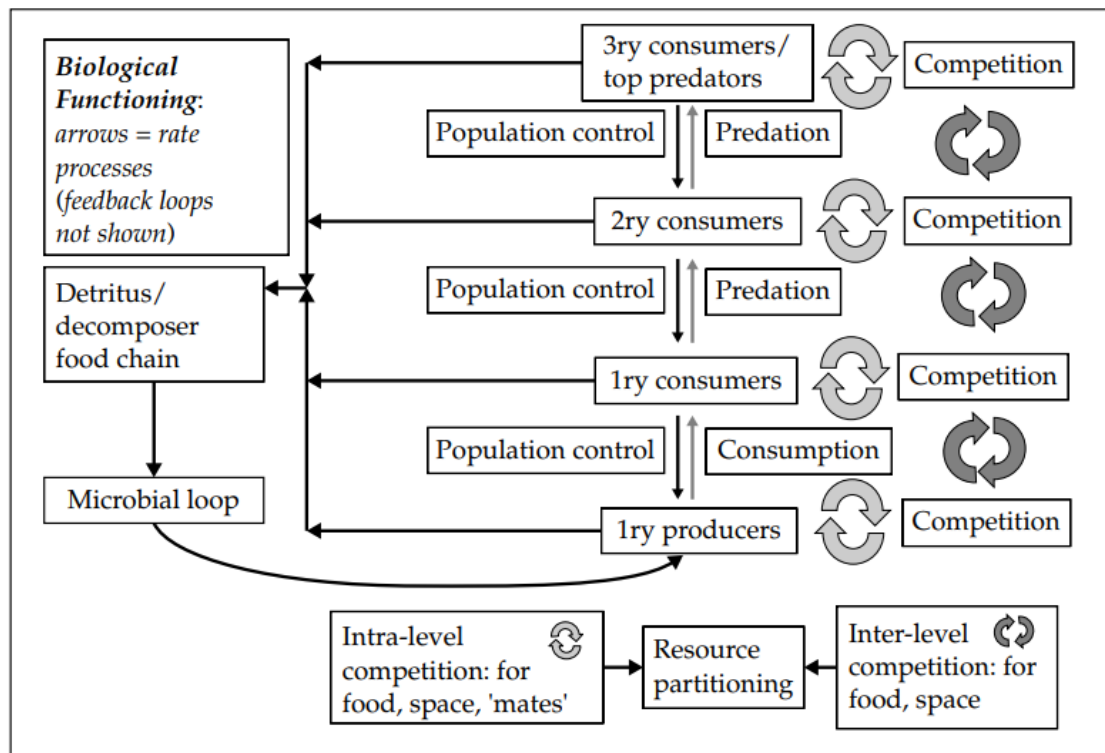 Biological
Functioning:
arrows = rate
processes
(feedback loops
not shown)
3ry consumers/
top predators
Competition
Population control
Predation
2ry consumers
Competition
Detritus/
decomposer
food chain
Population control
Predation
1ry consumers
Competition
Population control
Consumption
Microbial loop
1ry producers
Competition
Intra-level
competition: for
food, space, 'mates'
Resource
partitioning
Inter-level
competition: for
food, space